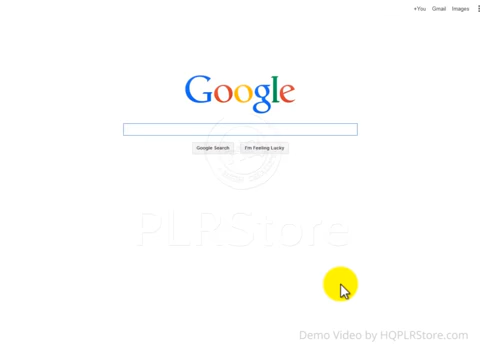 +You Gmail Images
Google
Google Search I'm Feeling Lucky
PLRStore
Demo Video by HQPLRStore.com